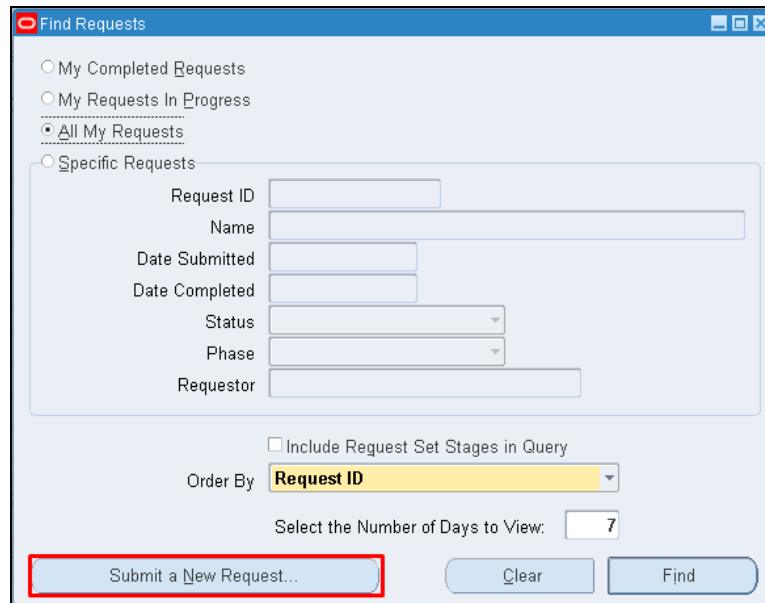 Find Requests
My Completed Requests
My Requests In Progress
All My Requests
Specific Requests
Request ID
Name
Date Submitted
Date Completed
Status
Phase
Requestor
Include Request Set Stages in Query
Order By Request ID
Select the Number of Days to View: 7
Submit a New Request... Clear Find